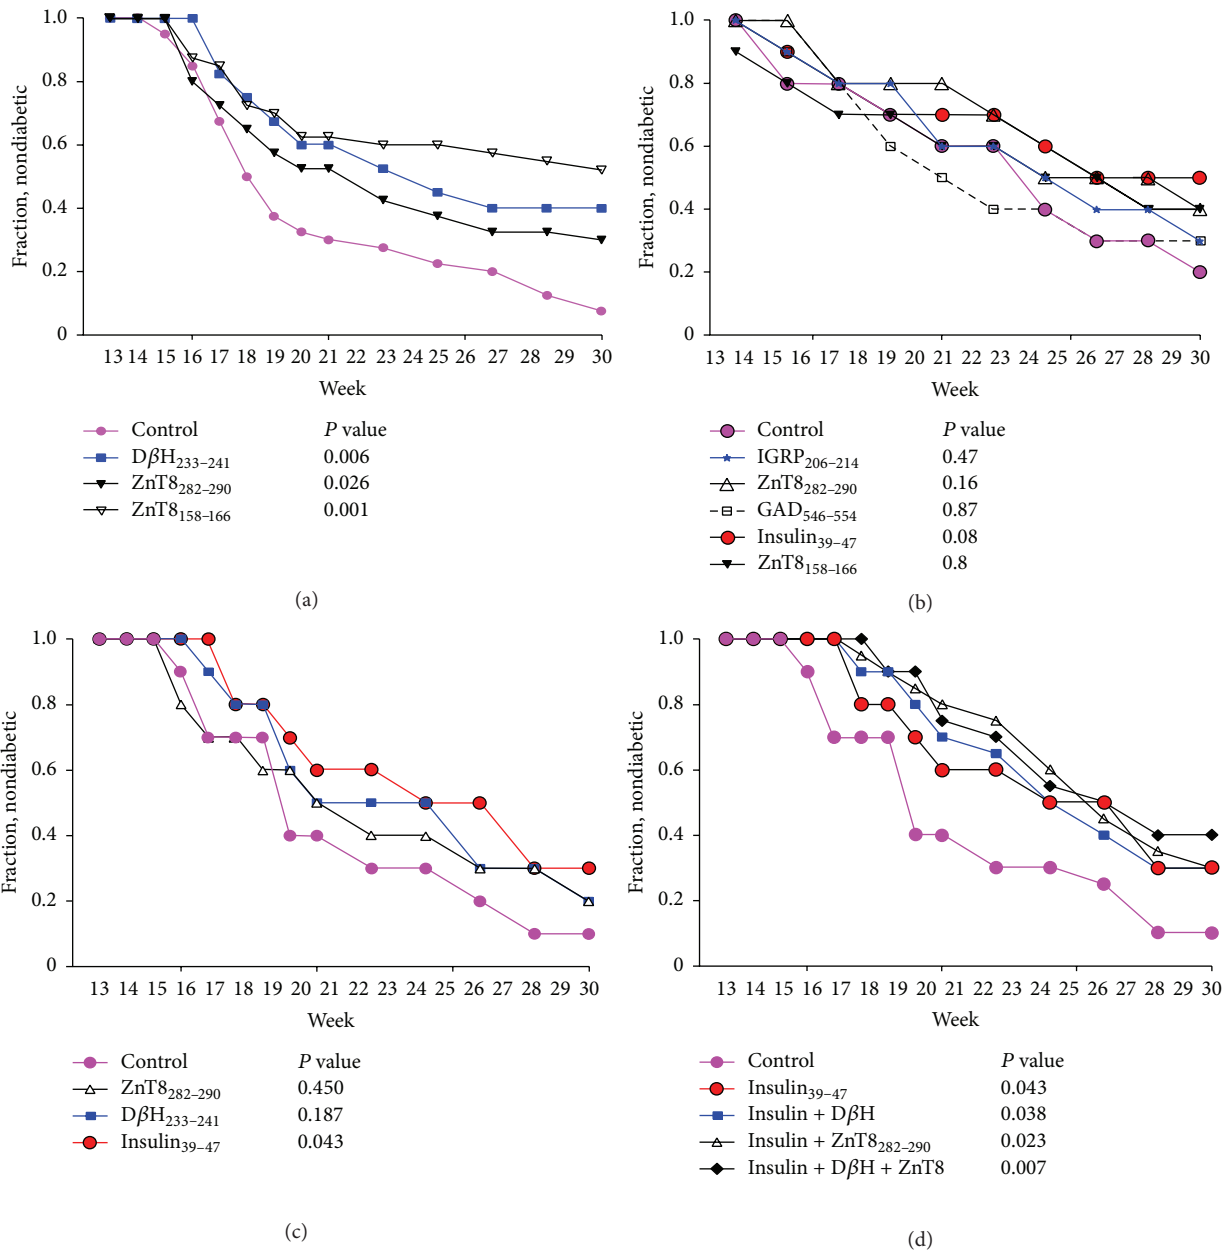 1.0
0.8
0.6
0.4
0.2
0
Fraction, nondiabetic
13 14 15 16 17 18 19 20 21 22 23 24 25 26 27 28 29 30
Week
Control P value
DβH233–241 0.006
ZnT8282–290 0.026
ZnT8158–166 0.001
(a)
1.0
0.8
0.6
0.4
0.2
0
Fraction, nondiabetic
13 14 15 16 17 18 19 20 21 22 23 24 25 26 27 28 29 30
Week
Control P value
IGRP206–214 0.47
ZnT8282–290 0.16
GAD546–554 0.87
Insulin39–47 0.08
ZnT8158–166 0.8
(b)
1.0
0.8
0.6
0.4
0.2
0
Fraction, nondiabetic
13 14 15 16 17 18 19 20 21 22 23 24 25 26 27 28 29 30
Week
Control P value
ZnT8282–290 0.450
DβH233–241 0.187
Insulin39–47 0.043
(c)
1.0
0.8
0.6
0.4
0.2
0
Fraction, nondiabetic
13 14 15 16 17 18 19 20 21 22 23 24 25 26 27 28 29 30
Week
Control P value
Insulin39–47 0.043
Insulin + DβH 0.038
Insulin + ZnT8282–290 0.023
Insulin + DβH + ZnT8 0.007
(d)